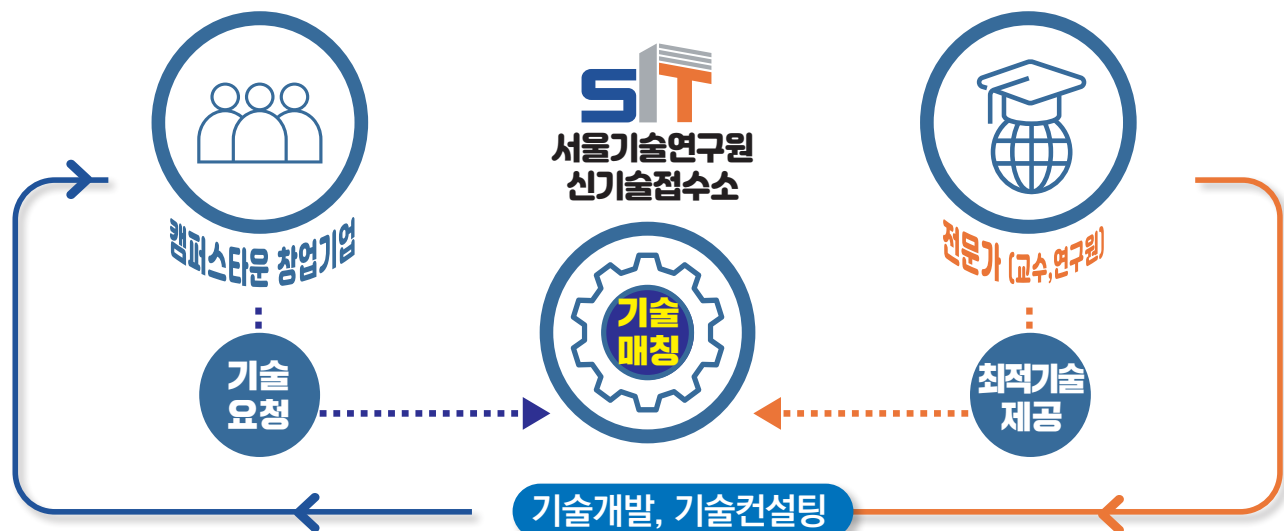 SIT
서울기술연구원
신기술접수소
캠퍼스타운 창업기업
전문가 (교수,연구원)
기술
매칭
기술
요청
최적기술
제공
기술개발, 기술컨설팅